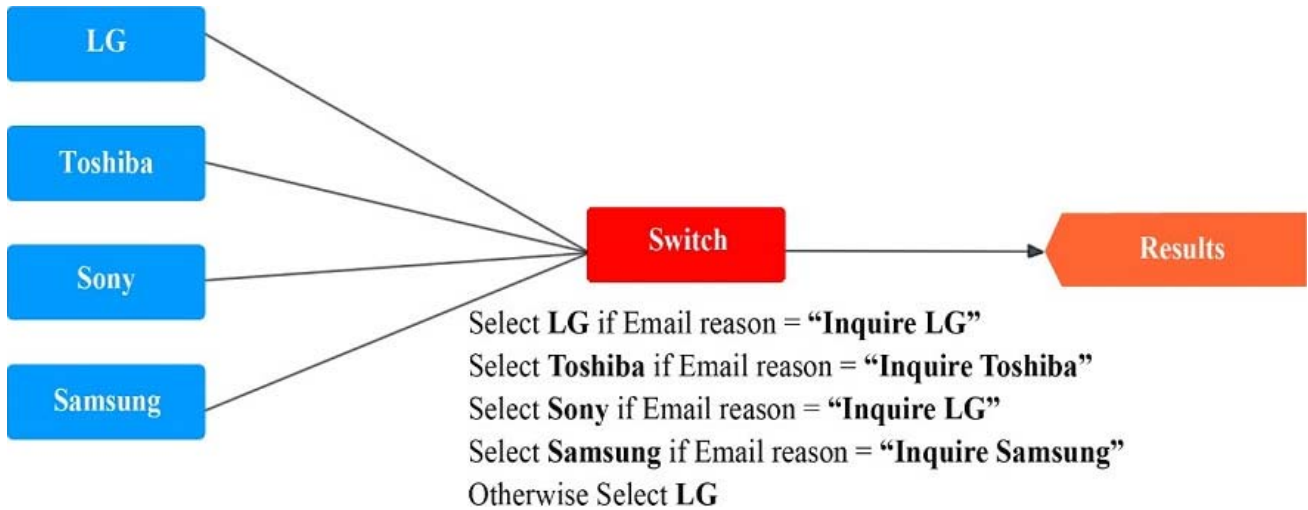 LG
Toshiba
Sony
Samsung
Switch
Results
Select LG if Email reason = “Inquire LG”
Select Toshiba if Email reason = “Inquire Toshiba”
Select Sony if Email reason = “Inquire LG”
Select Samsung if Email reason = “Inquire Samsung”
Otherwise Select LG